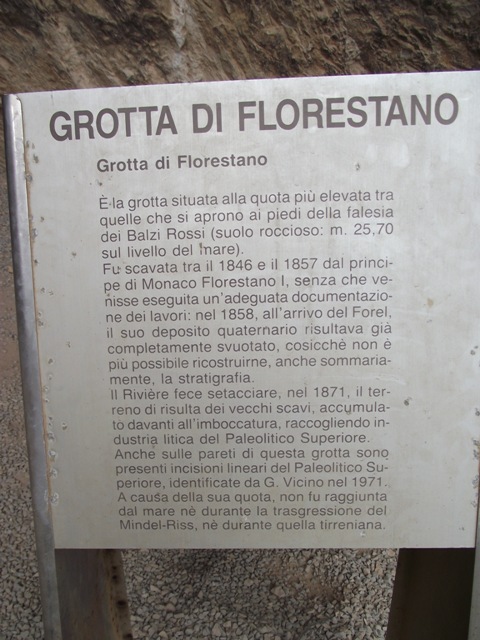 GROTTA DI FLORESTANO
Grotta di Florestano
È la grotta situata alla quota più elevata tra
quelle che si aprono ai piedi della falesia
dei Balzi Rossi (suolo roccioso: m. 25,70
sul livello del mare).
Fu scavata tra il 1846 e il 1857 dal princi-
pe di Monaco Florestano I, senza che ve-
nisse eseguita un'adeguata documentazio-
ne dei lavori: nel 1858, all'arrivo del Forel,
il suo deposito quaternario risultava già
completamente svuotato, cosicchè non è
più possibile ricostruirne, anche sommaria-
mente, la stratigrafia.
Il Rivière fece setacciare, nel 1871, il ter-
reno di risulta dei vecchi scavi, accumula-
to davanti all'imboccatura, raccogliendo in-
dustria litica del Paleolitico Superiore.
Anche sulle pareti di questa grotta sono
presenti incisioni lineari del Paleolitico Su-
periore, identificate da G. Vicino nel 1971.
A causa della sua quota, non fu raggiunta
dal mare nè durante la trasgressione del
Mindel-Riss, nè durante quella tirreniana.